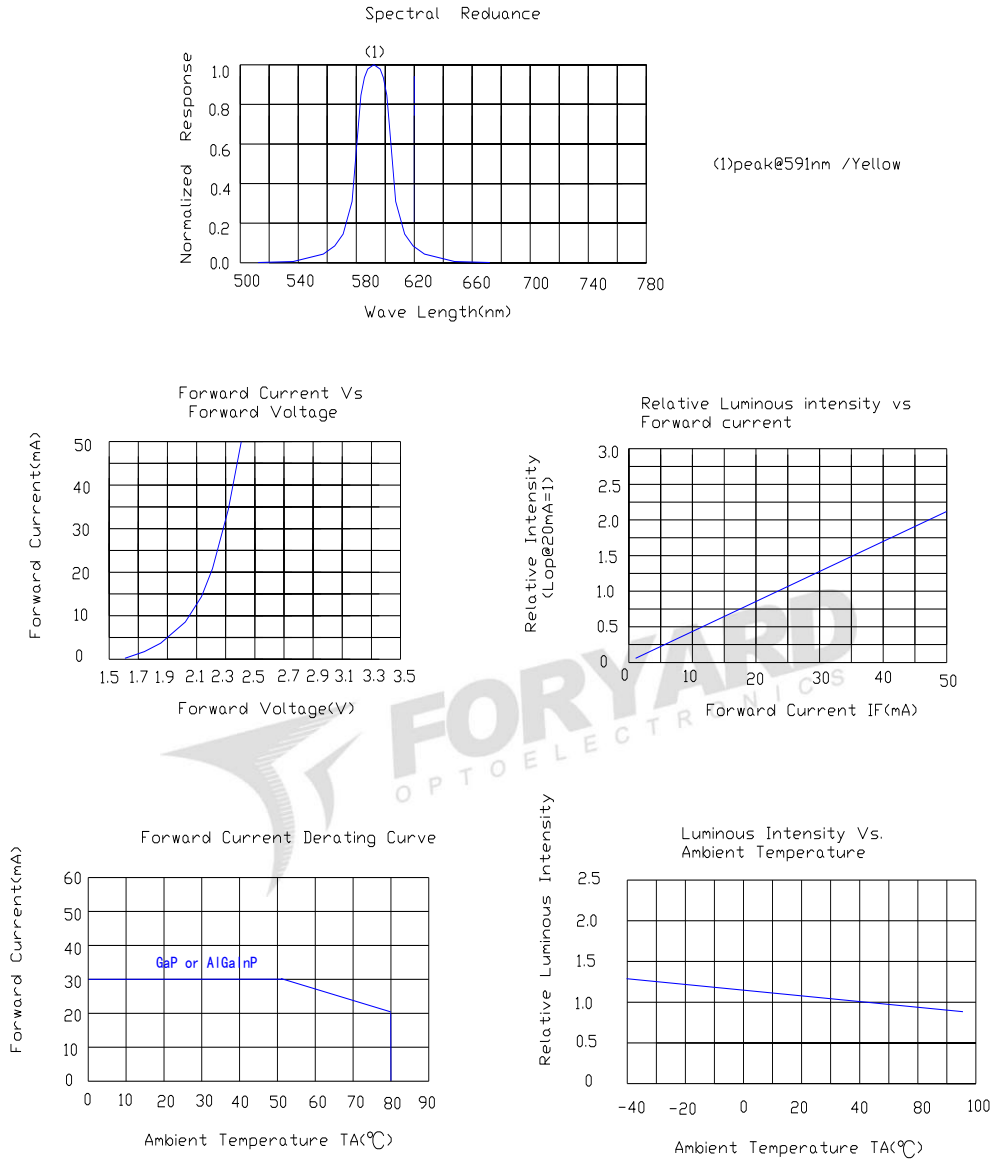 Spectral Reduance
(1)
Normalized Response
1.0
0.8
0.6
0.4
0.2
0.0
500 540 580 620 660 700 740 780
Wave Length(nm)
(1)peak@591nm /Yellow
Forward Current Vs
Forward Voltage
Forward Current(mA)
50
40
30
20
10
0
1.5 1.7 1.9 2.1 2.3 2.5 2.7 2.9 3.1 3.3 3.5
Forward Voltage(V)
Relative Luminous intensity vs
Forward current
Relative Intensity
(Lop@20mA=1)
3.0
2.5
2.0
1.5
1.0
0.5
0
0 10 20 30 40 50
Forward Current IF(mA)
FORYARD
OPTOELECTRONICS
Forward Current Derating Curve
Forward Current(mA)
60
50
40
30
20
10
0
GaP or AlGaInP
0 10 20 30 40 50 60 70 80 90
Ambient Temperature TA(℃)
Luminous Intensity Vs.
Ambient Temperature
Relative Luminous Intensity
2.5
2.0
1.5
1.0
0.5
0
-40 -20 0 20 40 80 100
Ambient Temperature TA(℃)